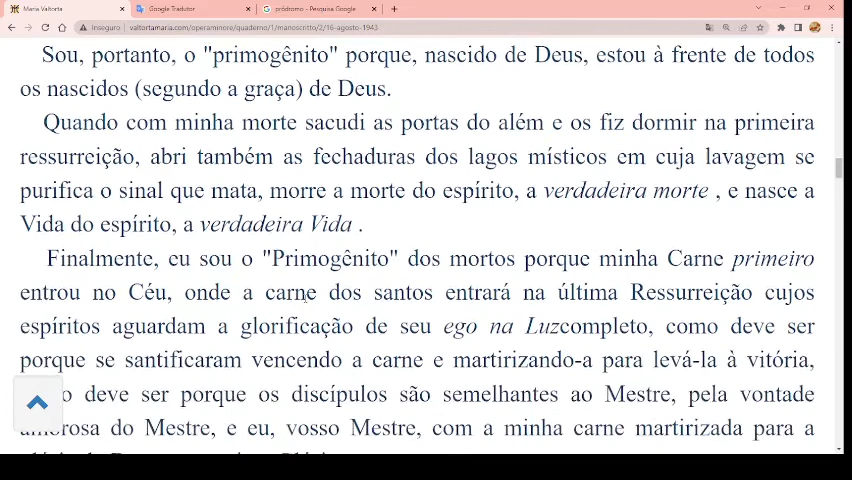 Maria Valtorta
Google Tradutor
pródromo - Pesquisa Google
Inseguro | valtortamaria.com/operaminore/quaderno/1/manoscritto/2/16-agosto-1943
Sou, portanto, o "primogênito" porque, nascido de Deus, estou à frente de todos
os nascidos (segundo a graça) de Deus.
Quando com minha morte sacudi as portas do além e os fiz dormir na primeira
ressurreição, abri também as fechaduras dos lagos místicos em cuja lavagem se
purifica o sinal que mata, morre a morte do espírito, a verdadeira morte , e nasce a
Vida do espírito, a verdadeira Vida .
Finalmente, eu sou o "Primogênito" dos mortos porque minha Carne primeiro
entrou no Céu, onde a carne dos santos entrará na última Ressurreição cujos
espíritos aguardam a glorificação de seu ego na Luzcompleto, como deve ser
porque se santificaram vencendo a carne e martirizando-a para levá-la à vitória,
deve ser porque os discípulos são semelhantes ao Mestre, pela vontade
amorosa do Mestre, e eu, vosso Mestre, com a minha carne martirizada para a